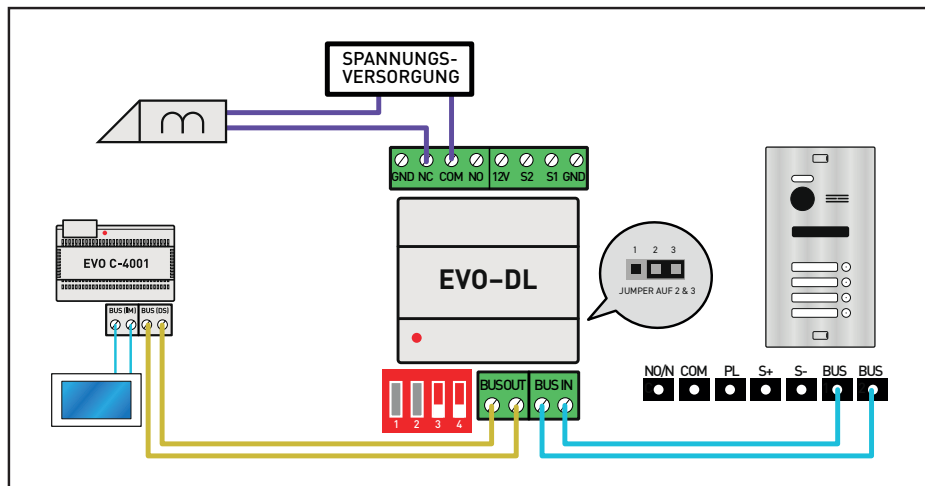 SPANNUNGS-
VERSORGUNG
GND NC COM NO 12V S2 S1 GND
EVO C-4001
BUS (IM) BUS (DS)
EVO-DL
1 2 3
JUMPER AUF 2 & 3
NO/N COM PL S+ S- BUS BUS
BUSOUT BUS IN
1 2 3 4